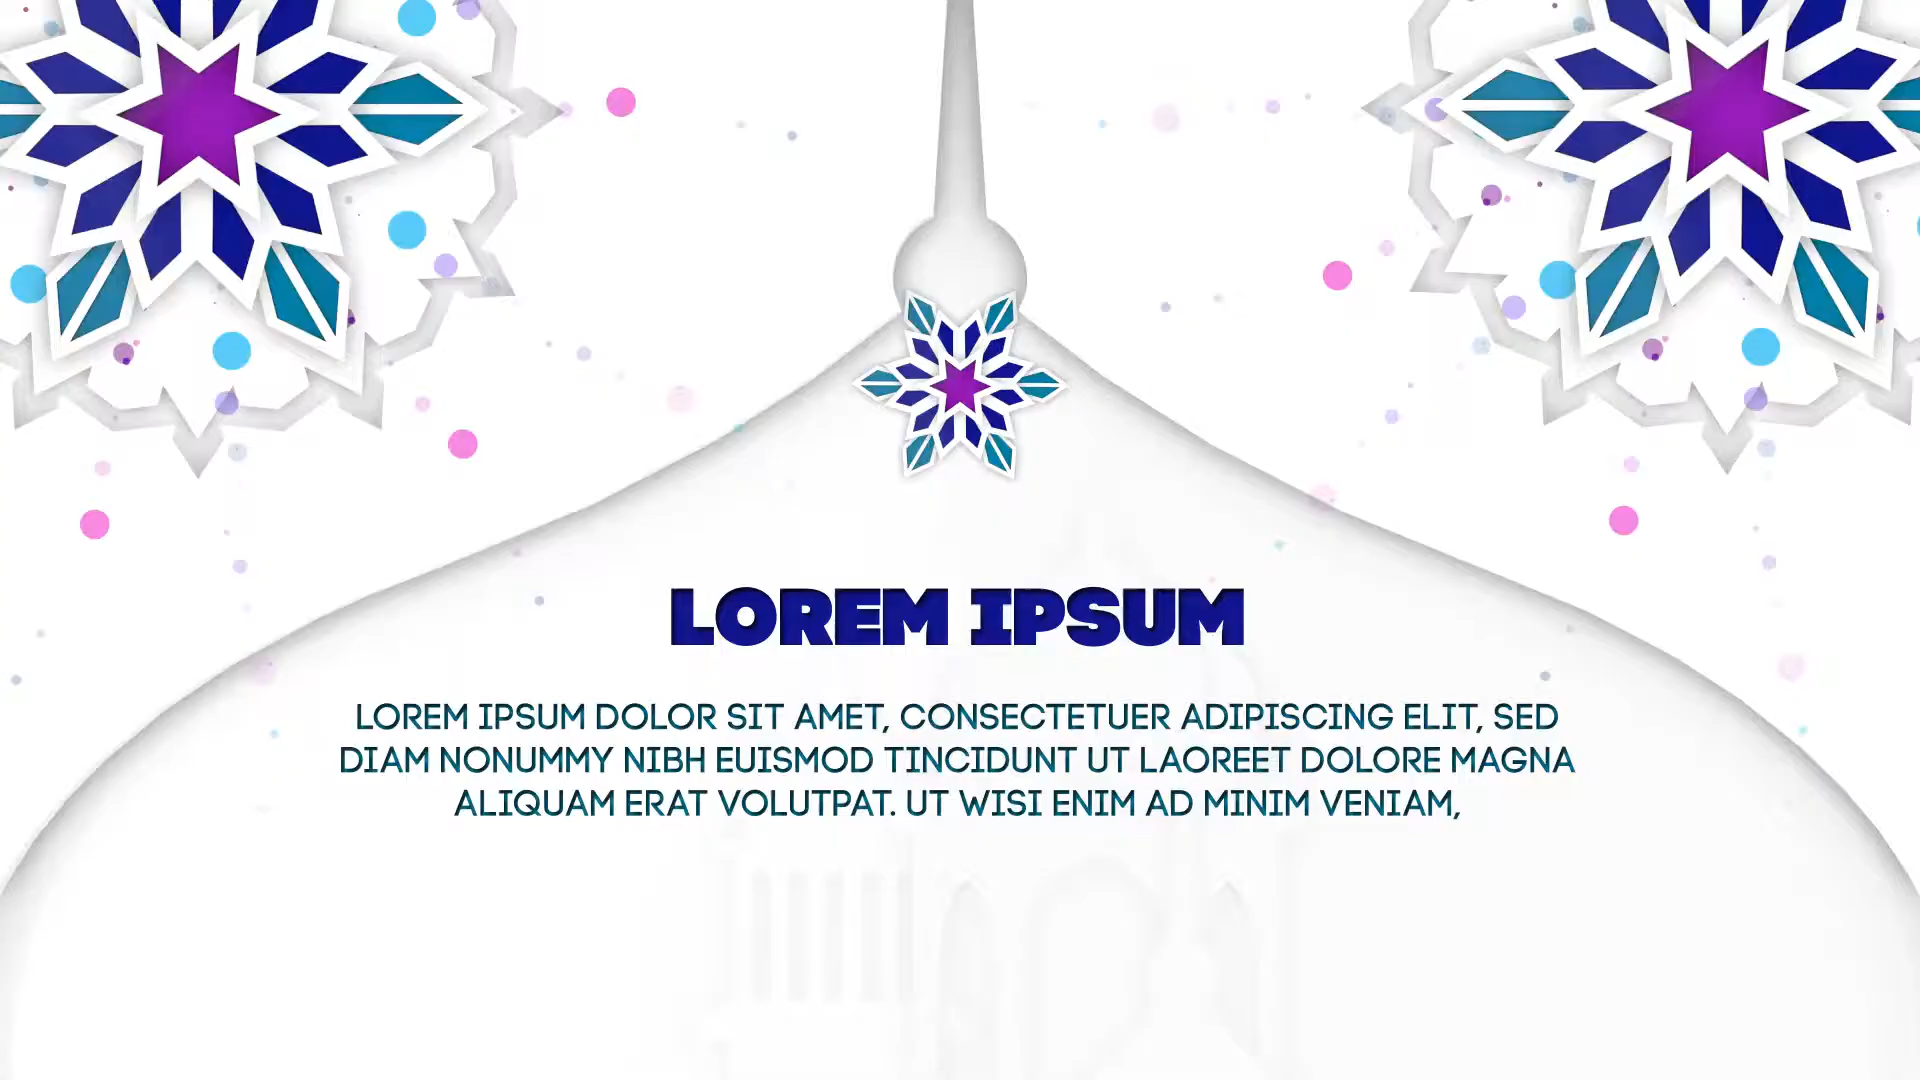 LOREM IPSUM
LOREM IPSUM DOLOR SIT AMET, CONSECTETUER ADIPISCING ELIT, SED
DIAM NONUMMY NIBH EUISMOD TINCIDUNT UT LAOREET DOLORE MAGNA
ALIQUAM ERAT VOLUTPAT. UT WISI ENIM AD MINIM VENIAM,